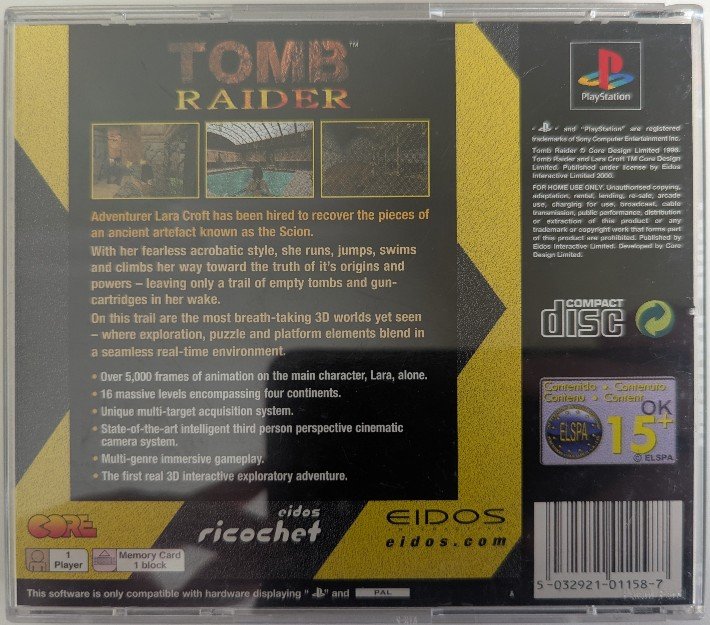 TOMB™
RAIDER
Adventurer Lara Croft has been hired to recover the pieces of
an ancient artefact known as the Scion.
With her fearless acrobatic style, she runs, jumps, swims
and climbs her way toward the truth of it's origins and
powers – leaving only a trail of empty tombs and gun-
cartridges in her wake.
On this trail are the most breath-taking 3D worlds yet seen
– where exploration, puzzle and platform elements blend in
a seamless real-time environment.
• Over 5,000 frames of animation on the main character, Lara, alone.
• 16 massive levels encompassing four continents.
• Unique multi-target acquisition system.
• State-of-the-art intelligent third person perspective cinematic
camera system.
• Multi-genre immersive gameplay.
• The first real 3D interactive exploratory adventure.
CORE
eidos
ricochet
EIDOS
eidos.com
1
Player
Memory Card
1 block
This software is only compatible with hardware displaying " " and PAL
PlayStation
" " and "PlayStation" are registered
trademarks of Sony Computer Entertainment Inc.
Tomb Raider © Core Design Limited 1996.
Tomb Raider and Lara Croft TM Core Design
Limited. Published under license by Eidos
Interactive Limited 2000.
FOR HOME USE ONLY. Unauthorised copying,
adaptation, rental, lending, re-sale, arcade
use, charging for use, broadcast, cable
transmission, public performance, distribution
or extraction of this product or any
trademark or copyright work that forms part
of this product are prohibited. Published by
Eidos Interactive Limited. Developed by Core
Design Limited.
COMPACT
disc
Contenido • Contenuto
Contenu • Content
OK
ELSPA
15+
© ELSPA
5-032921-01158-7
A